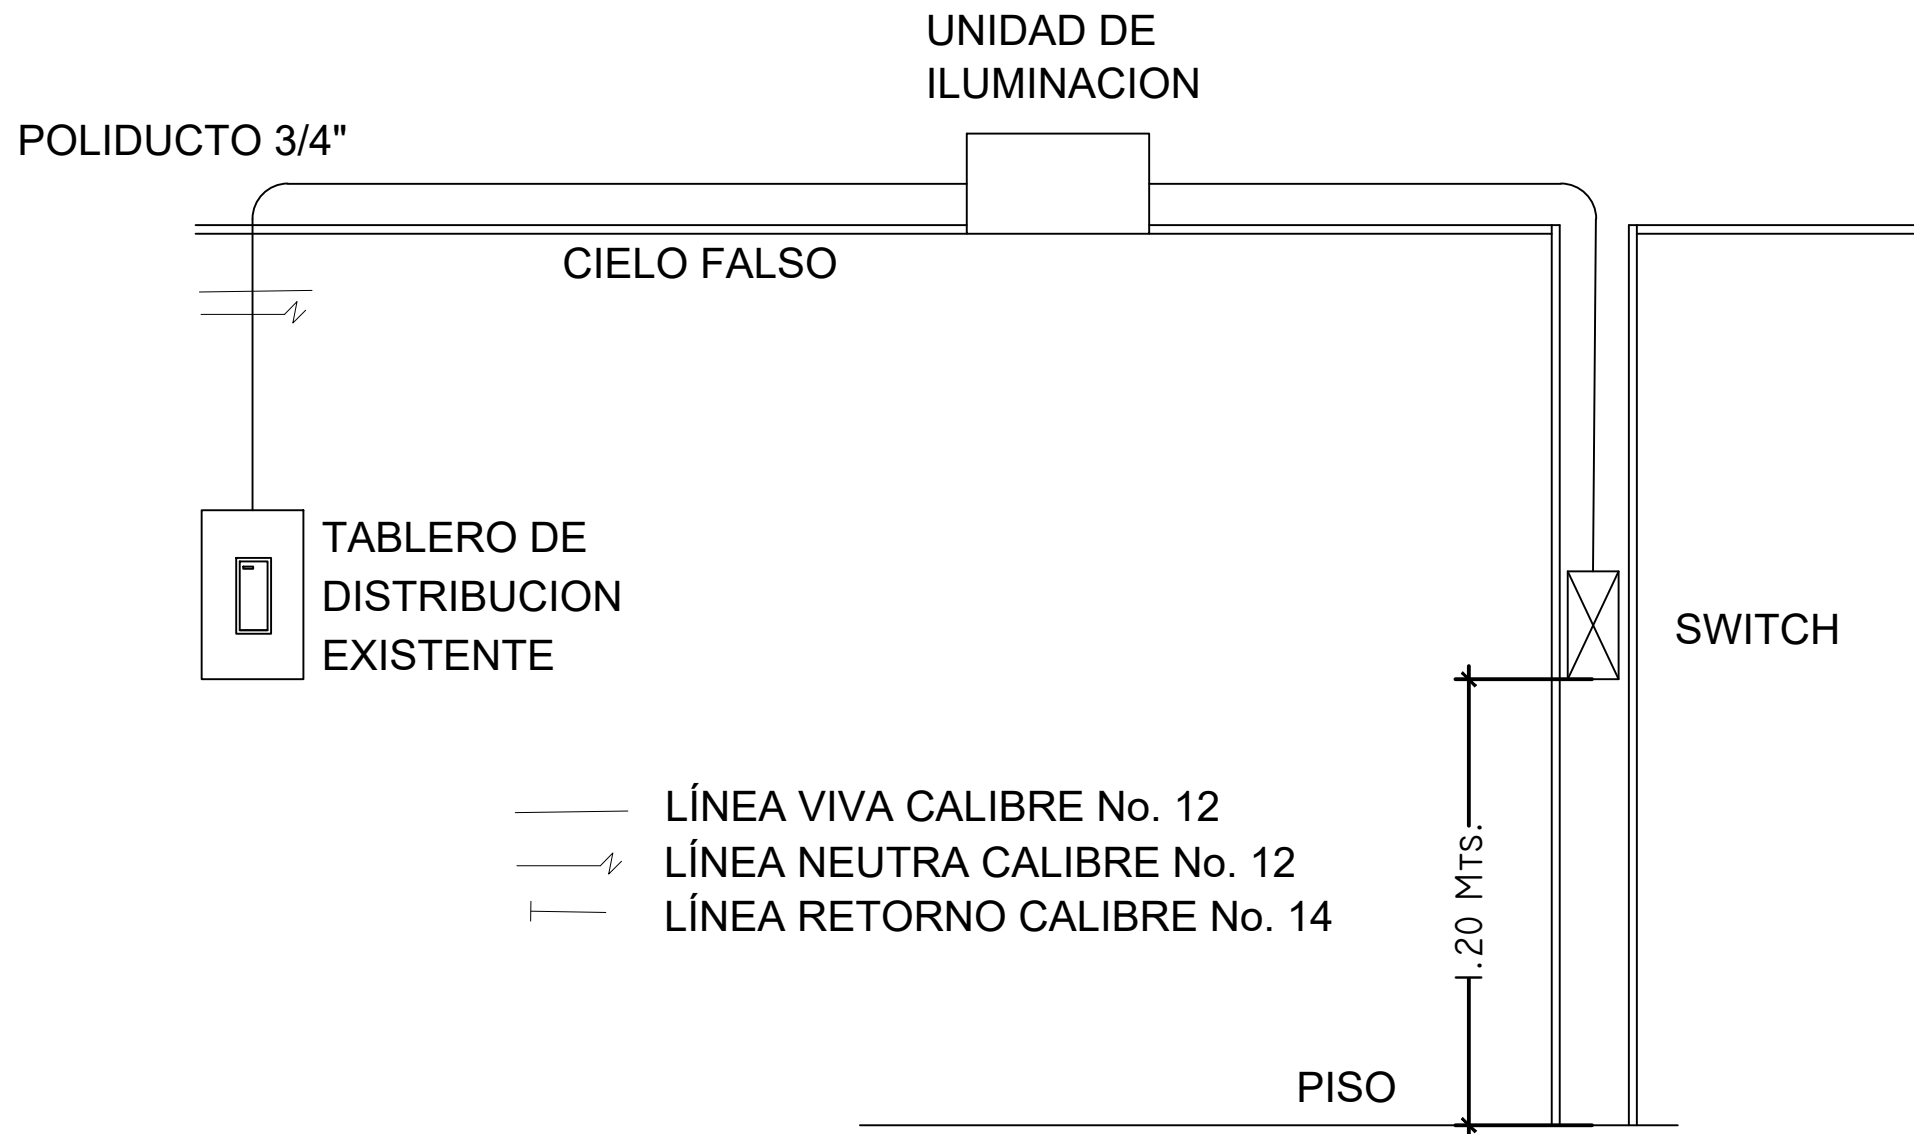 UNIDAD DE
ILUMINACION
POLIDUCTO 3/4"
CIELO FALSO
TABLERO DE
DISTRIBUCION
EXISTENTE
SWITCH
LÍNEA VIVA CALIBRE No. 12
LÍNEA NEUTRA CALIBRE No. 12
LÍNEA RETORNO CALIBRE No. 14
1.20 MTS.
PISO